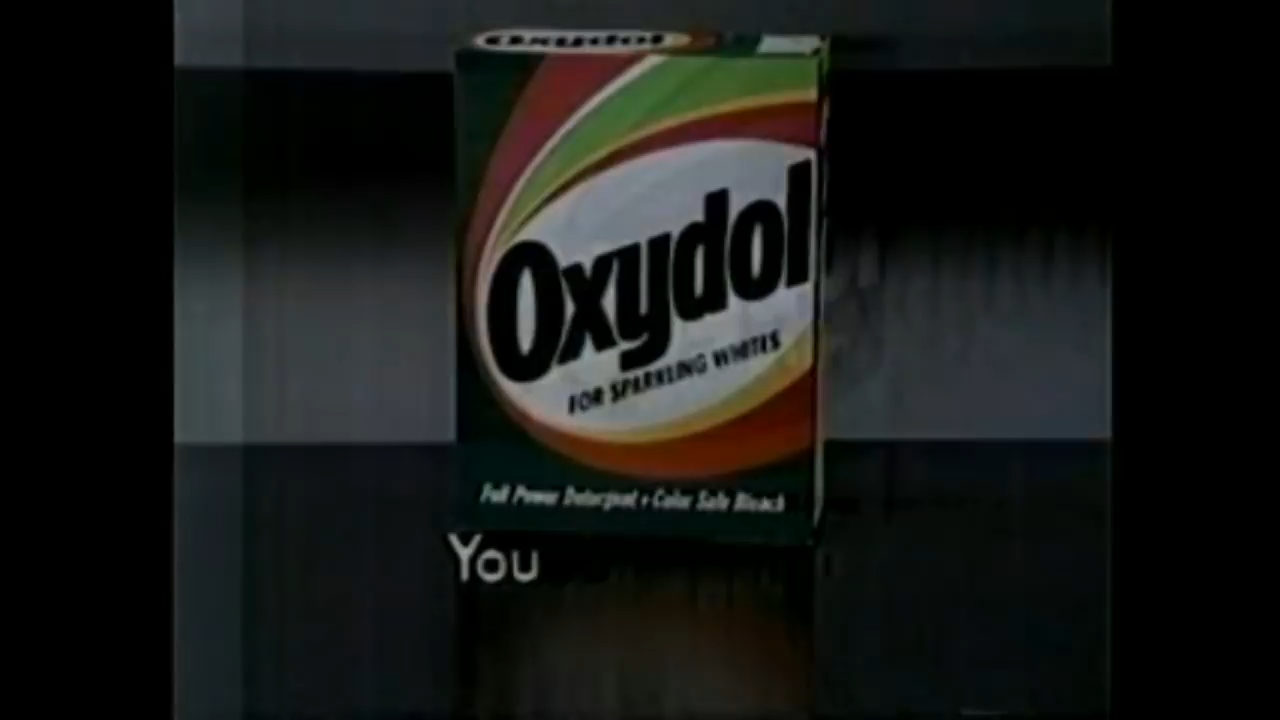 Oxydol
Oxydol
FOR SPARKLING WHITES
Full Power Detergent + Color Safe Bleach
You